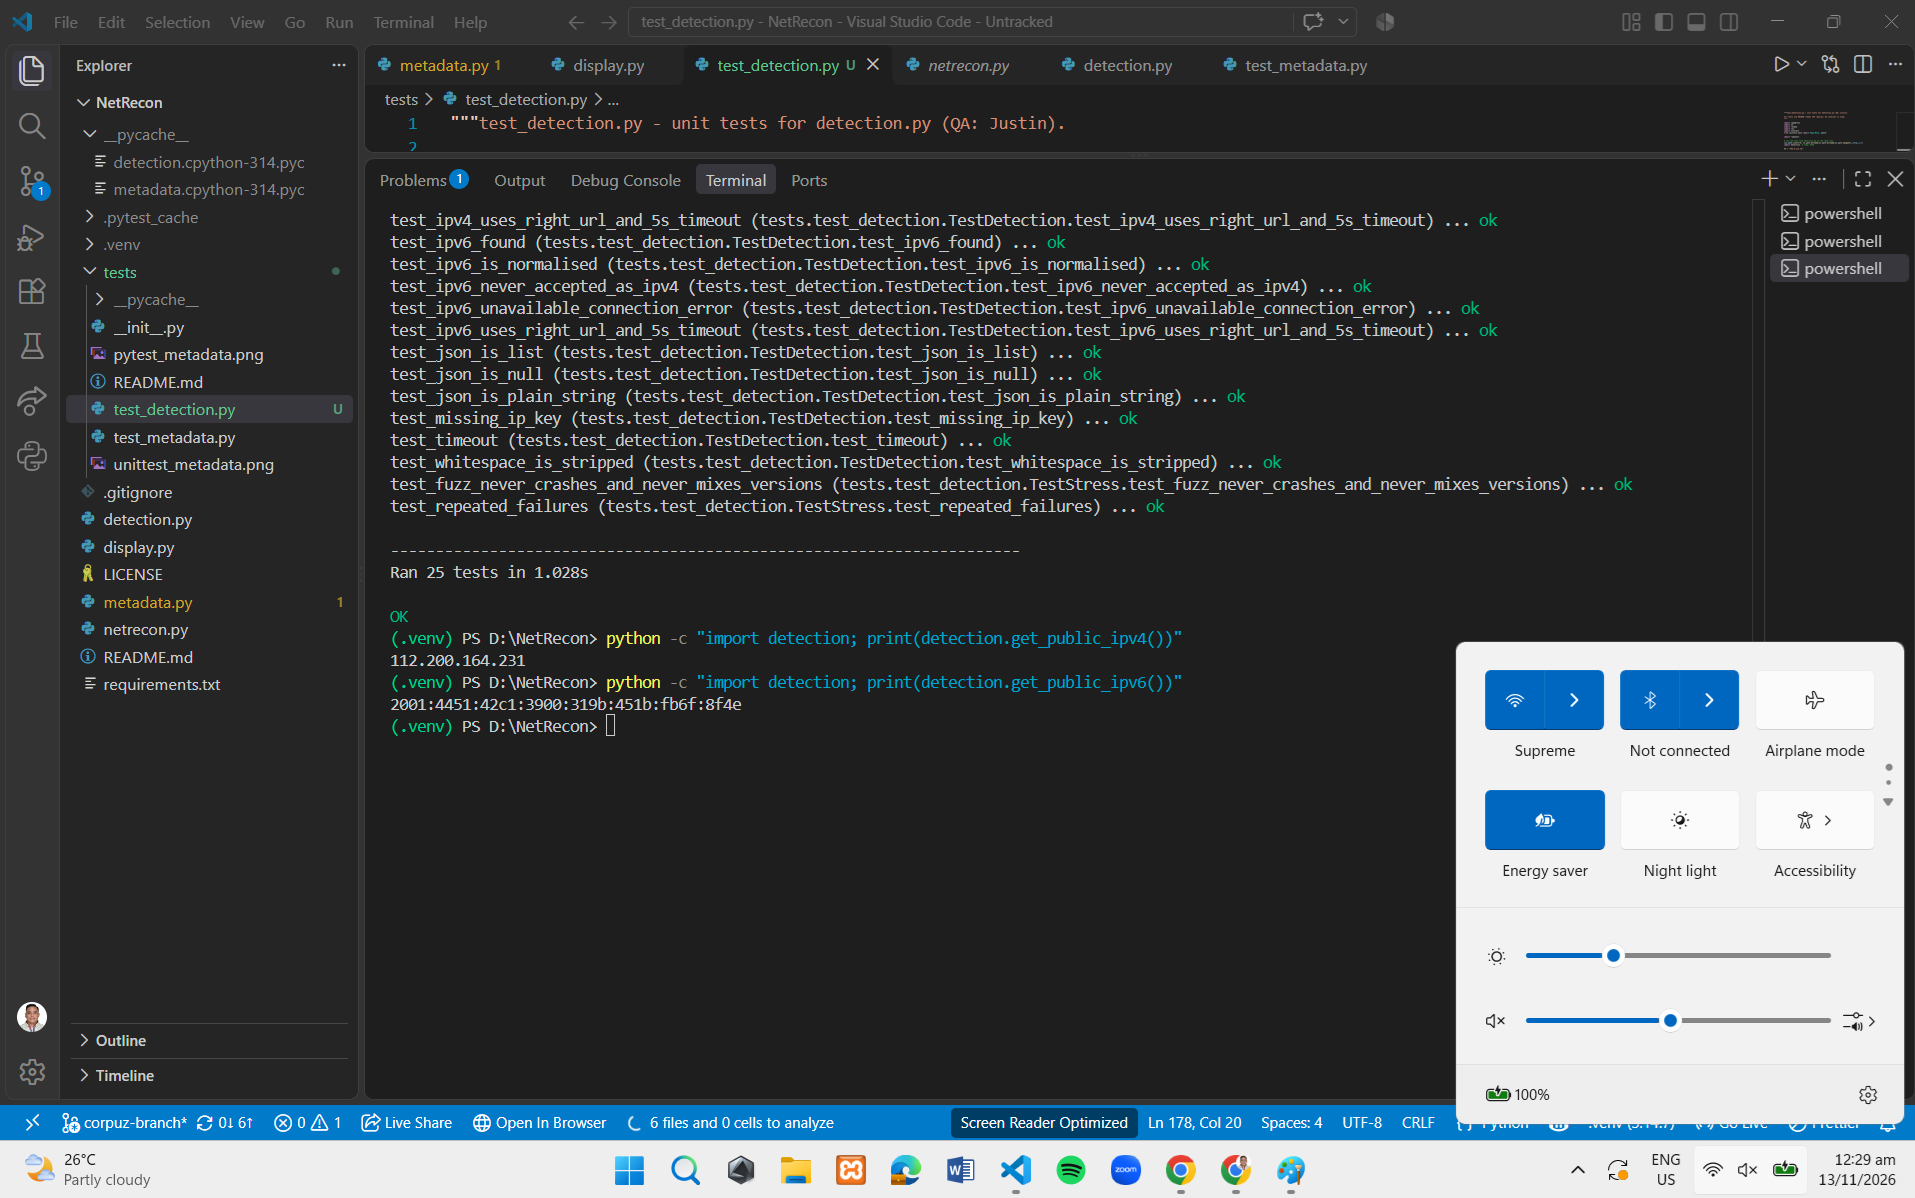 File Edit Selection View Go Run Terminal Help
test_detection.py - NetRecon - Visual Studio Code - Untracked
Explorer
NetRecon
__pycache__
detection.cpython-314.pyc
metadata.cpython-314.pyc
.pytest_cache
.venv
tests
__pycache__
__init__.py
pytest_metadata.png
README.md
test_detection.py U
test_metadata.py
unittest_metadata.png
.gitignore
detection.py
display.py
LICENSE
metadata.py 1
netrecon.py
README.md
requirements.txt
Outline
Timeline
metadata.py 1 display.py test_detection.py U netrecon.py detection.py test_metadata.py
tests > test_detection.py > ...
1 """test_detection.py - unit tests for detection.py (QA: Justin).
2
Problems 1 Output Debug Console Terminal Ports
test_ipv4_uses_right_url_and_5s_timeout (tests.test_detection.TestDetection.test_ipv4_uses_right_url_and_5s_timeout) ... ok
test_ipv6_found (tests.test_detection.TestDetection.test_ipv6_found) ... ok
test_ipv6_is_normalised (tests.test_detection.TestDetection.test_ipv6_is_normalised) ... ok
test_ipv6_never_accepted_as_ipv4 (tests.test_detection.TestDetection.test_ipv6_never_accepted_as_ipv4) ... ok
test_ipv6_unavailable_connection_error (tests.test_detection.TestDetection.test_ipv6_unavailable_connection_error) ... ok
test_ipv6_uses_right_url_and_5s_timeout (tests.test_detection.TestDetection.test_ipv6_uses_right_url_and_5s_timeout) ... ok
test_json_is_list (tests.test_detection.TestDetection.test_json_is_list) ... ok
test_json_is_null (tests.test_detection.TestDetection.test_json_is_null) ... ok
test_json_is_plain_string (tests.test_detection.TestDetection.test_json_is_plain_string) ... ok
test_missing_ip_key (tests.test_detection.TestDetection.test_missing_ip_key) ... ok
test_timeout (tests.test_detection.TestDetection.test_timeout) ... ok
test_whitespace_is_stripped (tests.test_detection.TestDetection.test_whitespace_is_stripped) ... ok
test_fuzz_never_crashes_and_never_mixes_versions (tests.test_detection.TestStress.test_fuzz_never_crashes_and_never_mixes_versions) ... ok
test_repeated_failures (tests.test_detection.TestStress.test_repeated_failures) ... ok
----------------------------------------------------------------------
Ran 25 tests in 1.028s
OK
(.venv) PS D:\NetRecon> python -c "import detection; print(detection.get_public_ipv4())"
112.200.164.231
(.venv) PS D:\NetRecon> python -c "import detection; print(detection.get_public_ipv6())"
2001:4451:42c1:3900:319b:451b:fb6f:8f4e
(.venv) PS D:\NetRecon>
powershell
powershell
powershell
Supreme Not connected Airplane mode
Energy saver Night light Accessibility
100%
1
corpuz-branch* 0↓ 6↑ 0 1 Live Share Open In Browser 6 files and 0 cells to analyze Screen Reader Optimized Ln 178, Col 20 Spaces: 4 UTF-8 CRLF
26°C
Partly cloudy
zoom
ENG
US
12:29 am
13/11/2026